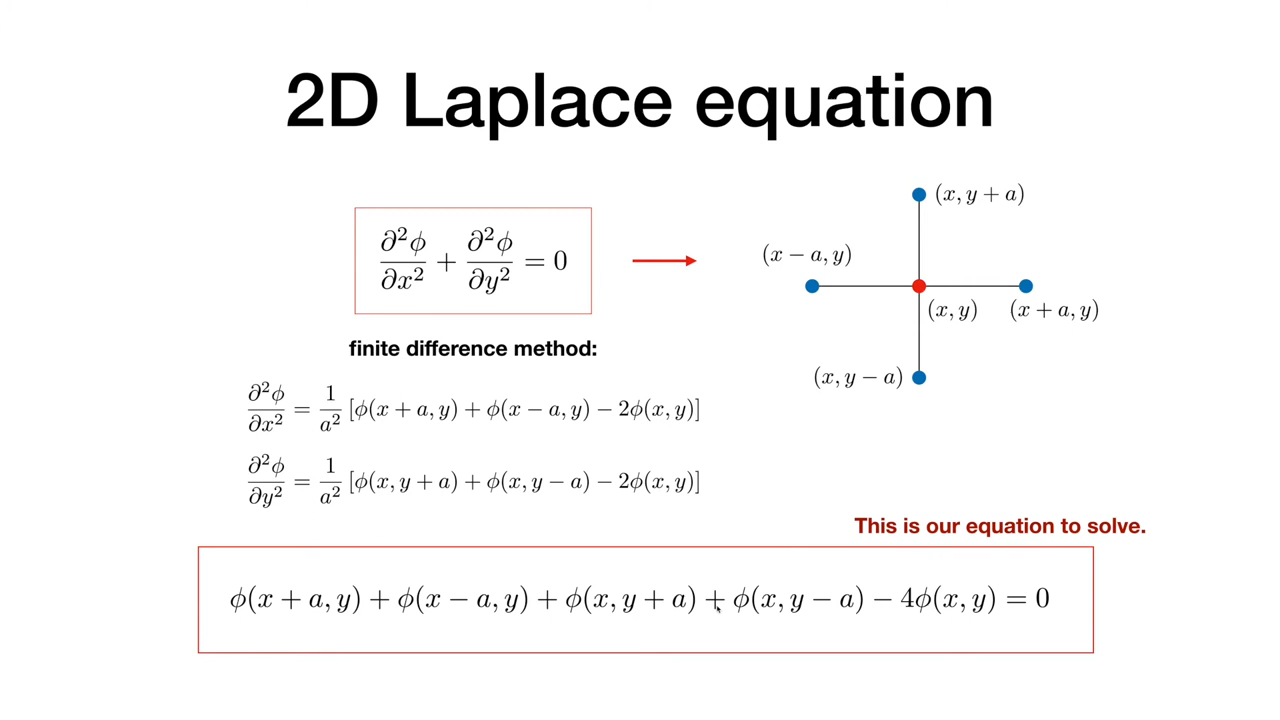 2D Laplace equation
∂²ϕ/∂x² + ∂²ϕ/∂y² = 0
(x, y + a)
(x − a, y)
(x, y)
(x + a, y)
(x, y − a)
finite difference method:
∂²ϕ/∂x² = 1/a² [ϕ(x + a, y) + ϕ(x − a, y) − 2ϕ(x, y)]
∂²ϕ/∂y² = 1/a² [ϕ(x, y + a) + ϕ(x, y − a) − 2ϕ(x, y)]
This is our equation to solve.
ϕ(x + a, y) + ϕ(x − a, y) + ϕ(x, y + a) + ϕ(x, y − a) − 4ϕ(x, y) = 0